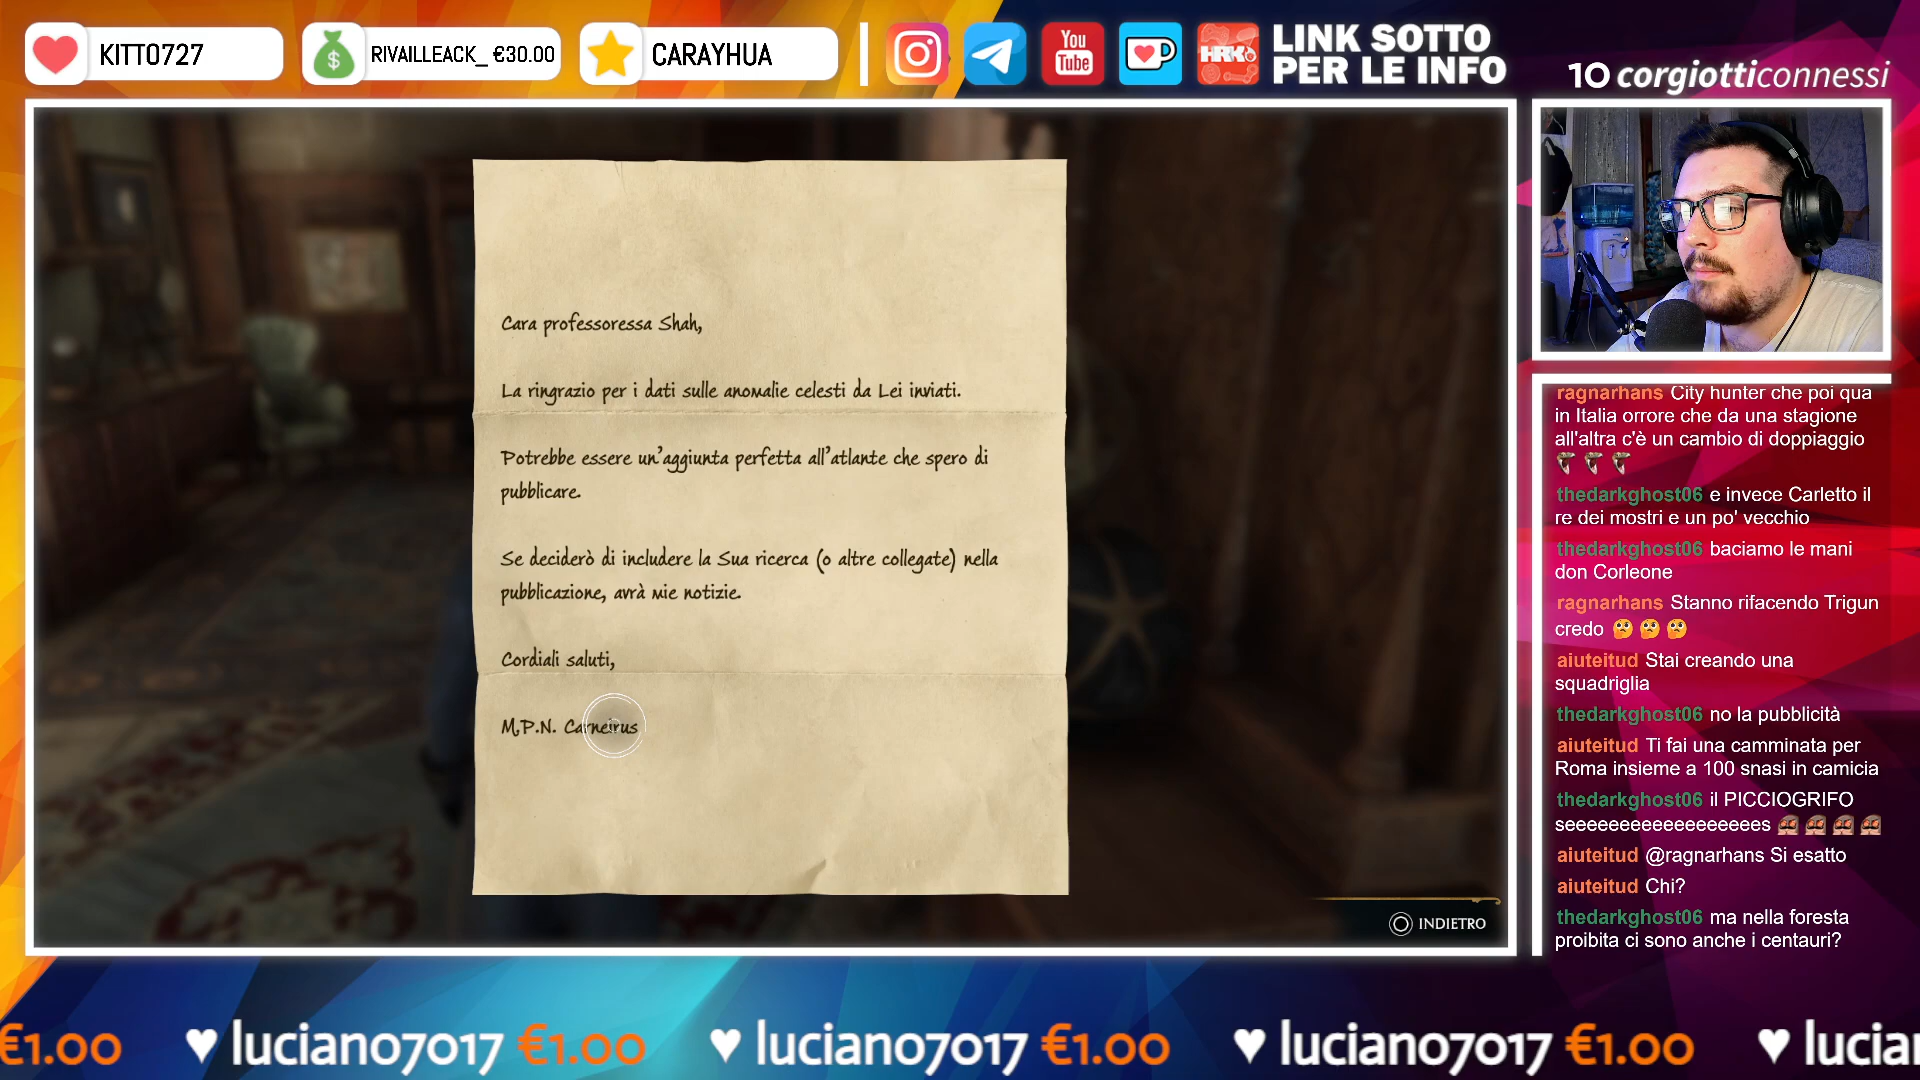 KITT0727
RIVAILLEACK_ €30.00
CARAYHUA
You
Tube
HRK
LINK SOTTO
PER LE INFO
10 corgiotticonnessi
Cara professoressa Shah,
La ringrazio per i dati sulle anomalie celesti da Lei inviati.
Potrebbe essere un'aggiunta perfetta all'atlante che spero di
pubblicare.
Se deciderò di includere la Sua ricerca (o altre collegate) nella
pubblicazione, avrà mie notizie.
Cordiali saluti,
M.P.N. Carneirus
INDIETRO
ragnarhans City hunter che poi qua
in Italia orrore che da una stagione
all'altra c'è un cambio di doppiaggio
thedarkghost06 e invece Carletto il
re dei mostri e un po' vecchio
thedarkghost06 baciamo le mani
don Corleone
ragnarhans Stanno rifacendo Trigun
credo 🤔 🤔 🤔
aiuteitud Stai creando una
squadriglia
thedarkghost06 no la pubblicità
aiuteitud Ti fai una camminata per
Roma insieme a 100 snasi in camicia
thedarkghost06 il PICCIOGRIFO
seeeeeeeeeeeeeeeeees
aiuteitud @ragnarhans Si esatto
aiuteitud Chi?
thedarkghost06 ma nella foresta
proibita ci sono anche i centauri?
€1.00 ♥ luciano7017 €1.00 ♥ luciano7017 €1.00 ♥ luciano7017 €1.00 ♥ lucia